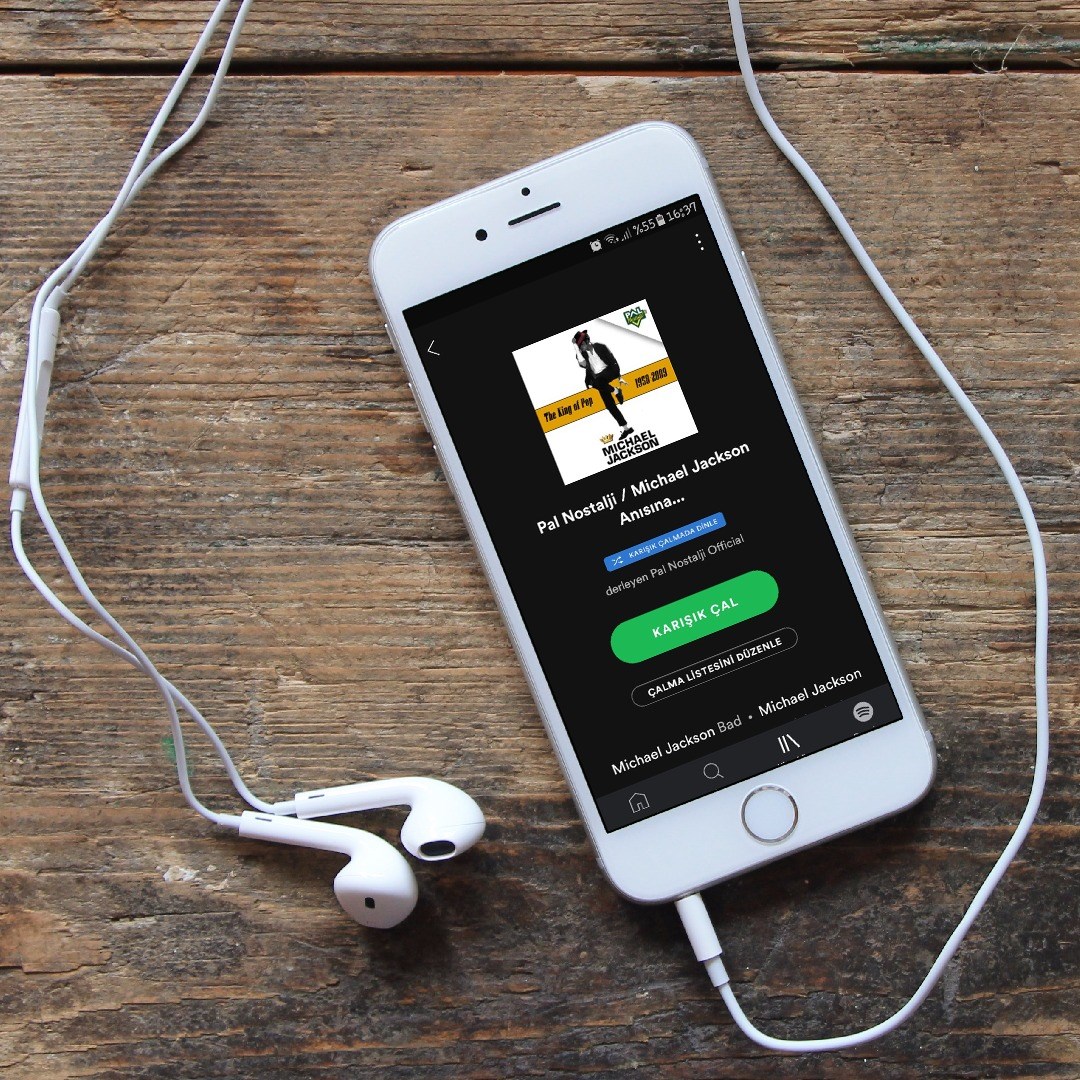 %55 16:37
PAL
The King of Pop
1958-2009
MICHAEL
JACKSON
Pal Nostalji / Michael Jackson
Anısına...
KARIŞIK ÇALMADA DİNLE
derleyen Pal Nostalji Official
KARIŞIK ÇAL
ÇALMA LİSTESİNİ DÜZENLE
Michael Jackson Bad • Michael Jackson